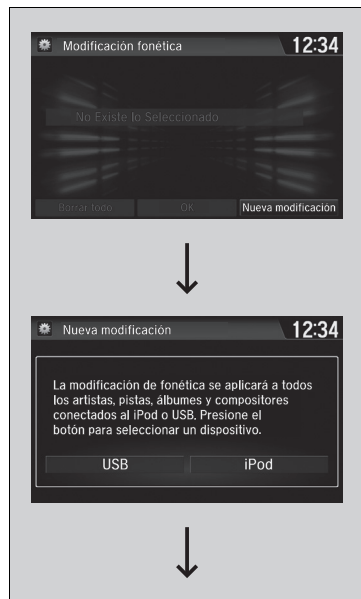 Modificación fonética
12:34
No Existe lo Seleccionado
Borrar todo
OK
Nueva modificación
Nueva modificación
12:34
La modificación de fonética se aplicará a todos
los artistas, pistas, álbumes y compositores
conectados al iPod o USB. Presione el
botón para seleccionar un dispositivo.
USB
iPod